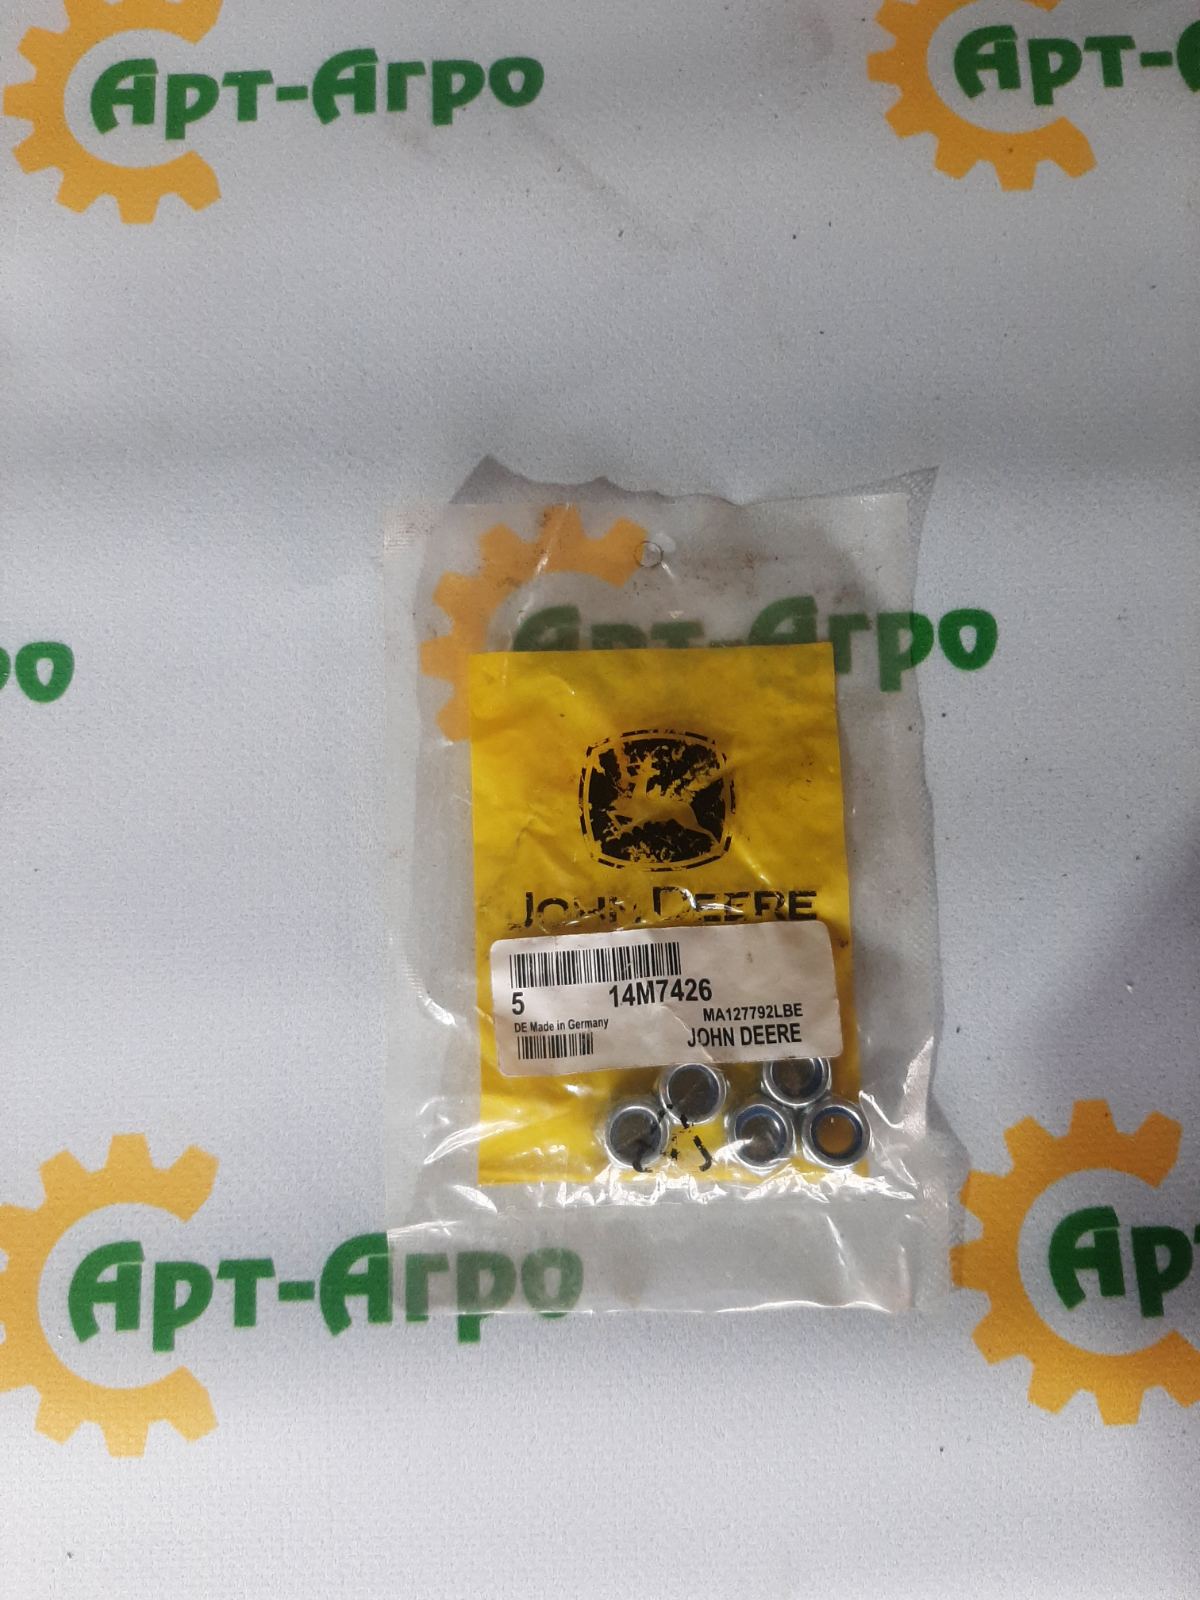 Арт-Агро
Арт-
ро
Арт-Агро
JOHN DEERE
5 14M7426
MA127792LBE
DE Made in Germany
JOHN DEERE
Арт-Агро
Ар